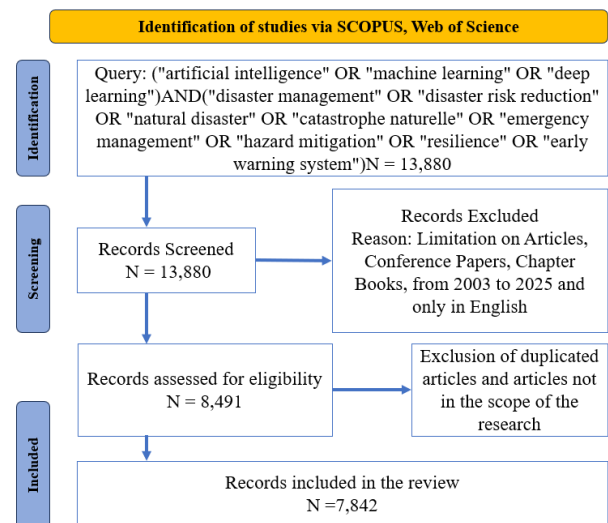 Identification of studies via SCOPUS, Web of Science
Identification
Query: ("artificial intelligence" OR "machine learning" OR "deep
learning")AND("disaster management" OR "disaster risk reduction"
OR "natural disaster" OR "catastrophe naturelle" OR "emergency
management" OR "hazard mitigation" OR "resilience" OR "early
warning system")N = 13,880
Screening
Records Screened
N = 13,880
Records Excluded
Reason: Limitation on Articles,
Conference Papers, Chapter
Books, from 2003 to 2025 and
only in English
Records assessed for eligibility
N = 8,491
Exclusion of duplicated
articles and articles not
in the scope of the
research
Included
Records included in the review
N =7,842